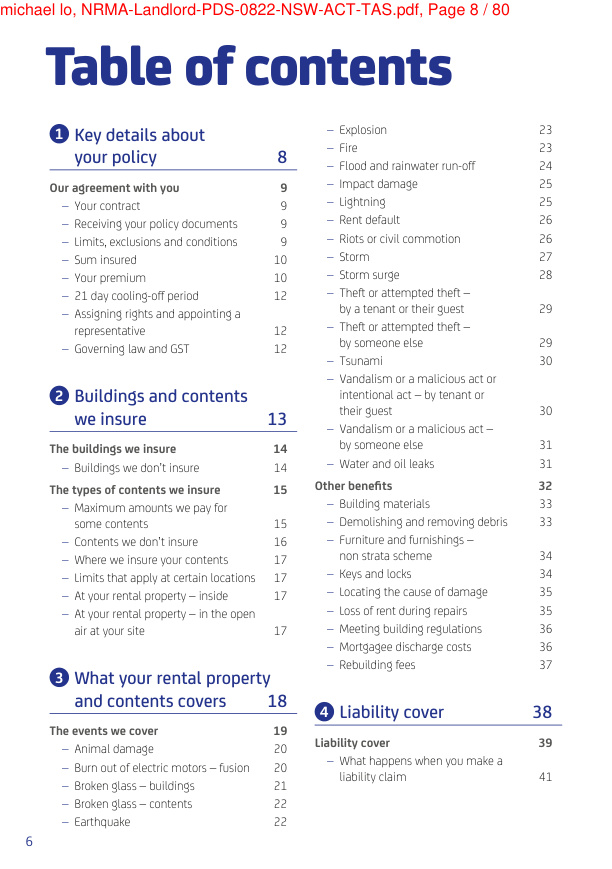 michael lo, NRMA-Landlord-PDS-0822-NSW-ACT-TAS.pdf, Page 8 / 80
Table of contents
1 Key details about
your policy 8
Our agreement with you 9
– Your contract 9
– Receiving your policy documents 9
– Limits, exclusions and conditions 9
– Sum insured 10
– Your premium 10
– 21 day cooling-off period 12
– Assigning rights and appointing a
representative 12
– Governing law and GST 12
2 Buildings and contents
we insure 13
The buildings we insure 14
– Buildings we don't insure 14
The types of contents we insure 15
– Maximum amounts we pay for
some contents 15
– Contents we don't insure 16
– Where we insure your contents 17
– Limits that apply at certain locations 17
– At your rental property – inside 17
– At your rental property – in the open
air at your site 17
3 What your rental property
and contents covers 18
The events we cover 19
– Animal damage 20
– Burn out of electric motors – fusion 20
– Broken glass – buildings 21
– Broken glass – contents 22
– Earthquake 22
– Explosion 23
– Fire 23
– Flood and rainwater run-off 24
– Impact damage 25
– Lightning 25
– Rent default 26
– Riots or civil commotion 26
– Storm 27
– Storm surge 28
– Theft or attempted theft –
by a tenant or their guest 29
– Theft or attempted theft –
by someone else 29
– Tsunami 30
– Vandalism or a malicious act or
intentional act – by tenant or
their guest 30
– Vandalism or a malicious act –
by someone else 31
– Water and oil leaks 31
Other benefits 32
– Building materials 33
– Demolishing and removing debris 33
– Furniture and furnishings –
non strata scheme 34
– Keys and locks 34
– Locating the cause of damage 35
– Loss of rent during repairs 35
– Meeting building regulations 36
– Mortgagee discharge costs 36
– Rebuilding fees 37
4 Liability cover 38
Liability cover 39
– What happens when you make a
liability claim 41
6